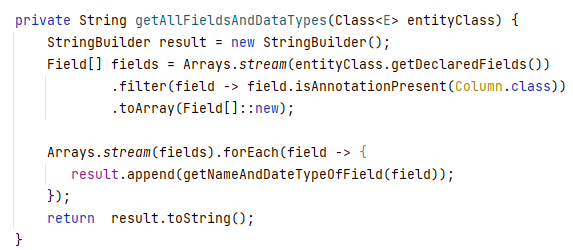 private String getAllFieldsAndDataTypes(Class<E> entityClass) {
    StringBuilder result = new StringBuilder();
    Field[] fields = Arrays.stream(entityClass.getDeclaredFields())
            .filter(field -> field.isAnnotationPresent(Column.class))
            .toArray(Field[]::new);

    Arrays.stream(fields).forEach(field -> {
       result.append(getNameAndDateTypeOfField(field));
    });
    return  result.toString();
}